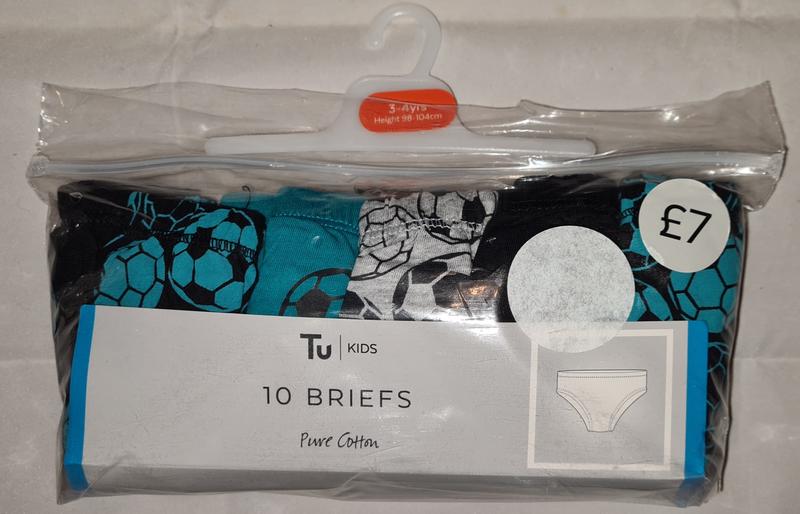 3-4yrs
Height 98-104cm
£7
Tu KIDS
10 BRIEFS
Pure Cotton